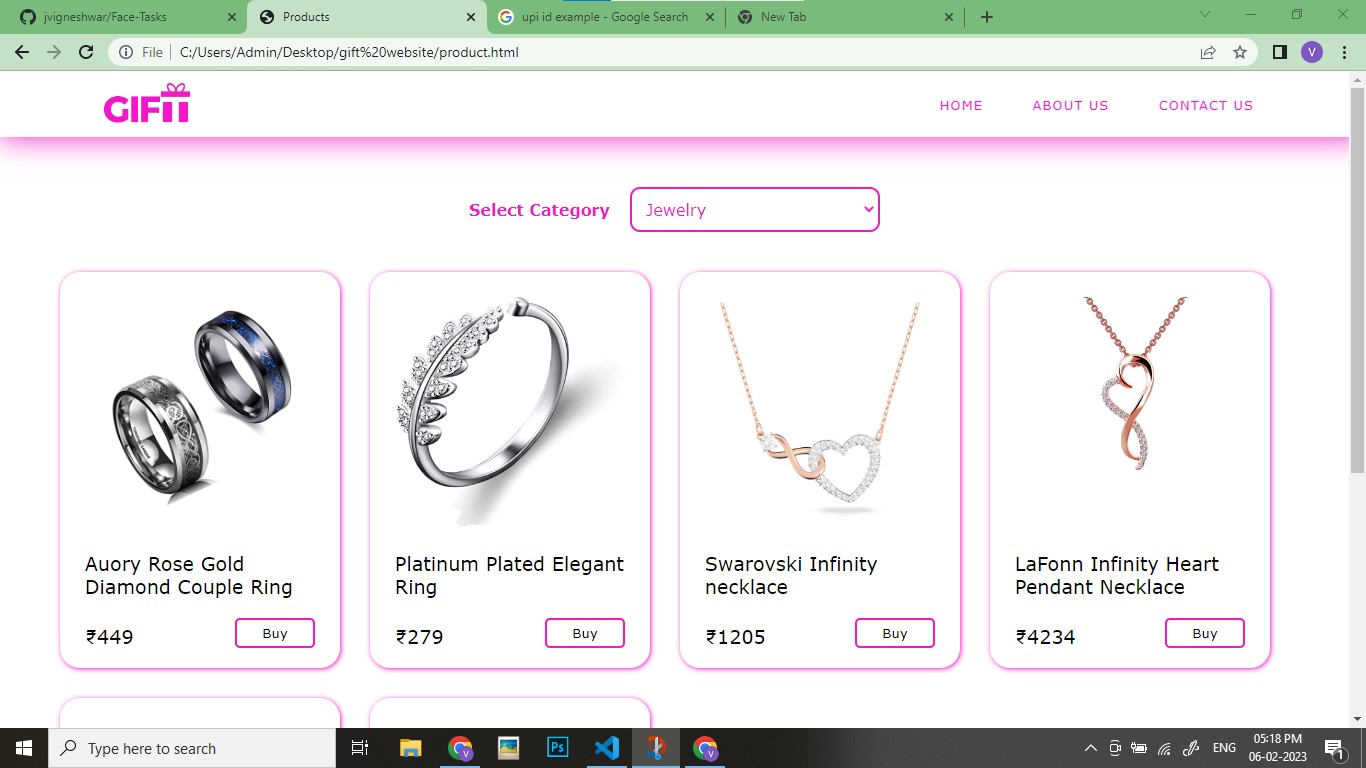 jvigneshwar/Face-Tasks
Products
upi id example - Google Search
New Tab
File
C:/Users/Admin/Desktop/gift%20website/product.html
V
GIFTT
HOME
ABOUT US
CONTACT US
Select Category
Jewelry
Auory Rose Gold
Diamond Couple Ring
₹449
Buy
Platinum Plated Elegant
Ring
₹279
Buy
Swarovski Infinity
necklace
₹1205
Buy
LaFonn Infinity Heart
Pendant Necklace
₹4234
Buy
Type here to search
V
Ps
V
ENG
05:18 PM
06-02-2023
1